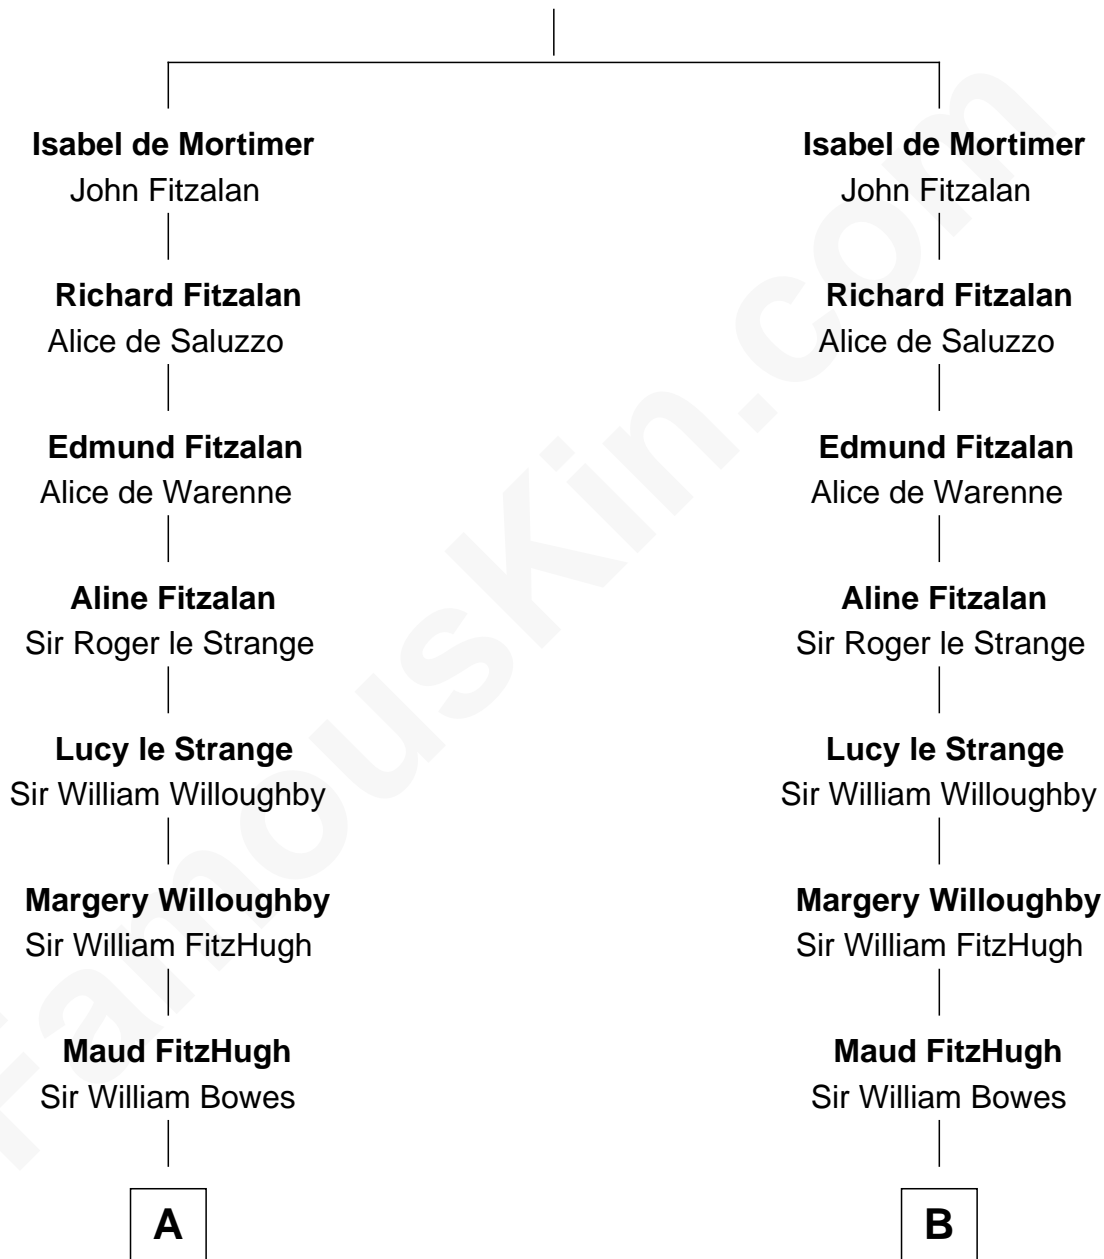 Isabel de Mortimer
John Fitzalan
Richard Fitzalan
Alice de Saluzzo
Edmund Fitzalan
Alice de Warenne
Aline Fitzalan
Sir Roger le Strange
Lucy le Strange
Sir William Willoughby
Margery Willoughby
Sir William FitzHugh
Maud FitzHugh
Sir William Bowes
A
Isabel de Mortimer
John Fitzalan
Richard Fitzalan
Alice de Saluzzo
Edmund Fitzalan
Alice de Warenne
Aline Fitzalan
Sir Roger le Strange
Lucy le Strange
Sir William Willoughby
Margery Willoughby
Sir William FitzHugh
Maud FitzHugh
Sir William Bowes
B
FamousKin.com